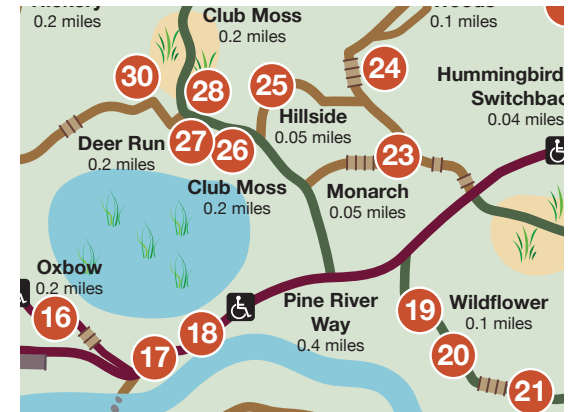 0.2 miles
Club Moss
0.2 miles
0.1 miles
30
28
25
24
Hummingbird
0.04 miles
Hillside
0.05 miles
Deer Run
0.2 miles
27
26
23
Club Moss
0.2 miles
Monarch
0.05 miles
Oxbow
0.2 miles
16
17
18
Pine River
Way
0.4 miles
19
Wildflower
0.1 miles
20
21